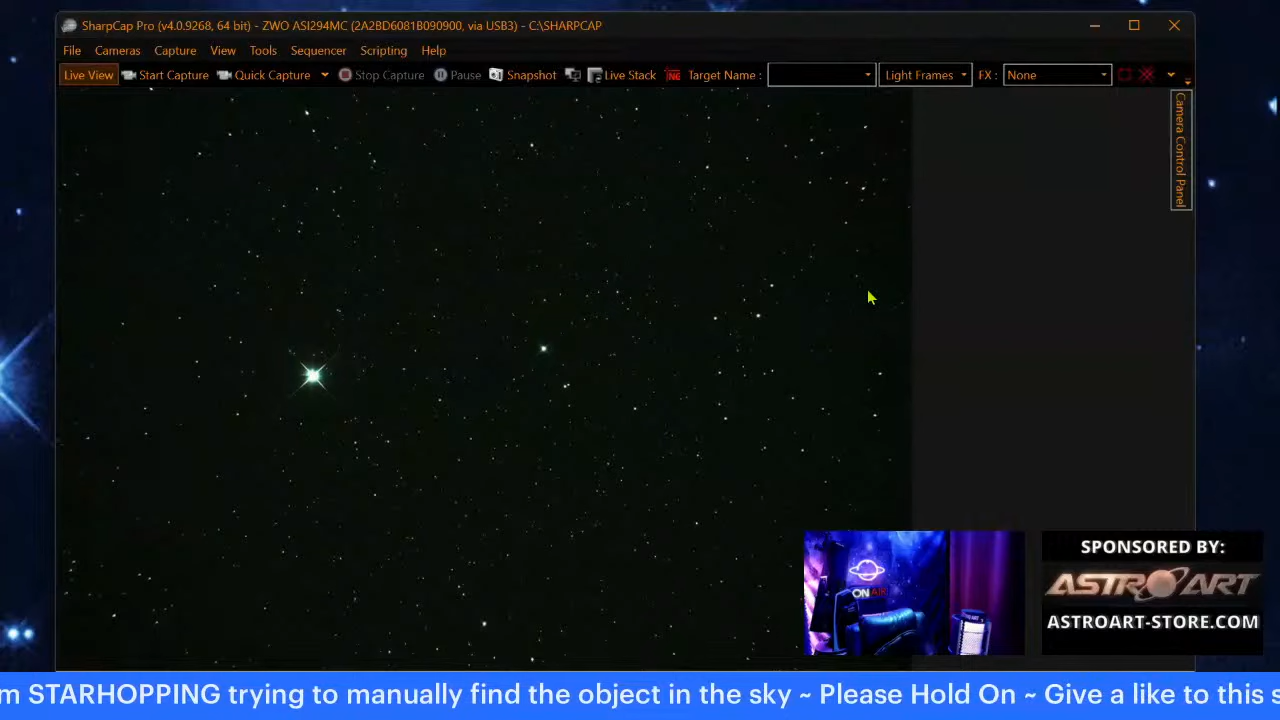 SharpCap Pro (v4.0.9268, 64 bit) - ZWO ASI294MC (2A2BD6081B090900, via USB3) - C:\SHARPCAP
File Cameras Capture View Tools Sequencer Scripting Help
Live View Start Capture Quick Capture Stop Capture Pause Snapshot Live Stack Target Name : Light Frames FX : None
Camera Control Panel
ON AIR
SPONSORED BY:
ASTROART
ASTROART-STORE.COM
m STARHOPPING trying to manually find the object in the sky ~ Please Hold On ~ Give a like to this s